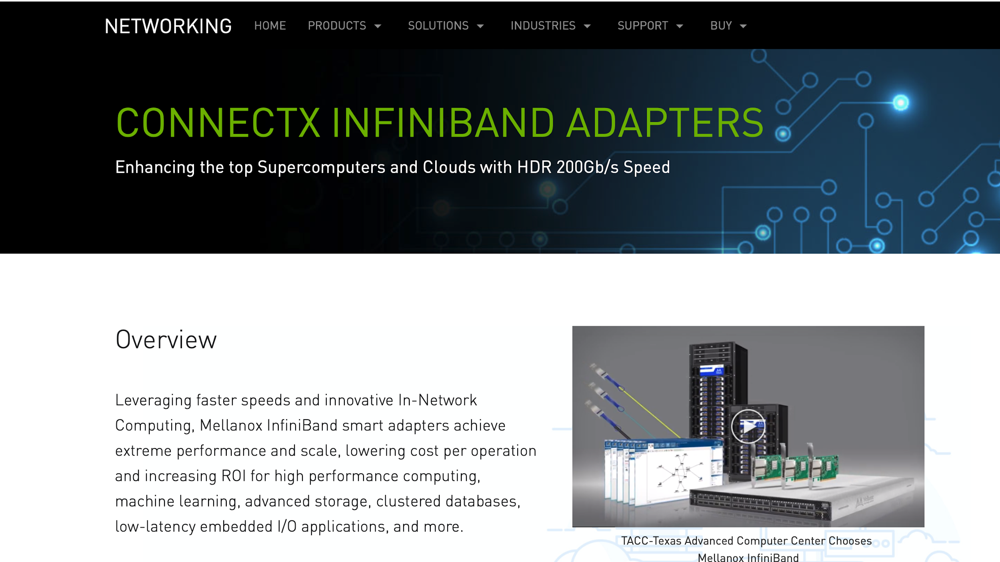 NETWORKING HOME PRODUCTS SOLUTIONS INDUSTRIES SUPPORT BUY
CONNECTX INFINIBAND ADAPTERS
Enhancing the top Supercomputers and Clouds with HDR 200Gb/s Speed
Overview
Leveraging faster speeds and innovative In-Network
Computing, Mellanox InfiniBand smart adapters achieve
extreme performance and scale, lowering cost per operation
and increasing ROI for high performance computing,
machine learning, advanced storage, clustered databases,
low-latency embedded I/O applications, and more.
Mellanox
TACC-Texas Advanced Computer Center Chooses
Mellanox InfiniBand